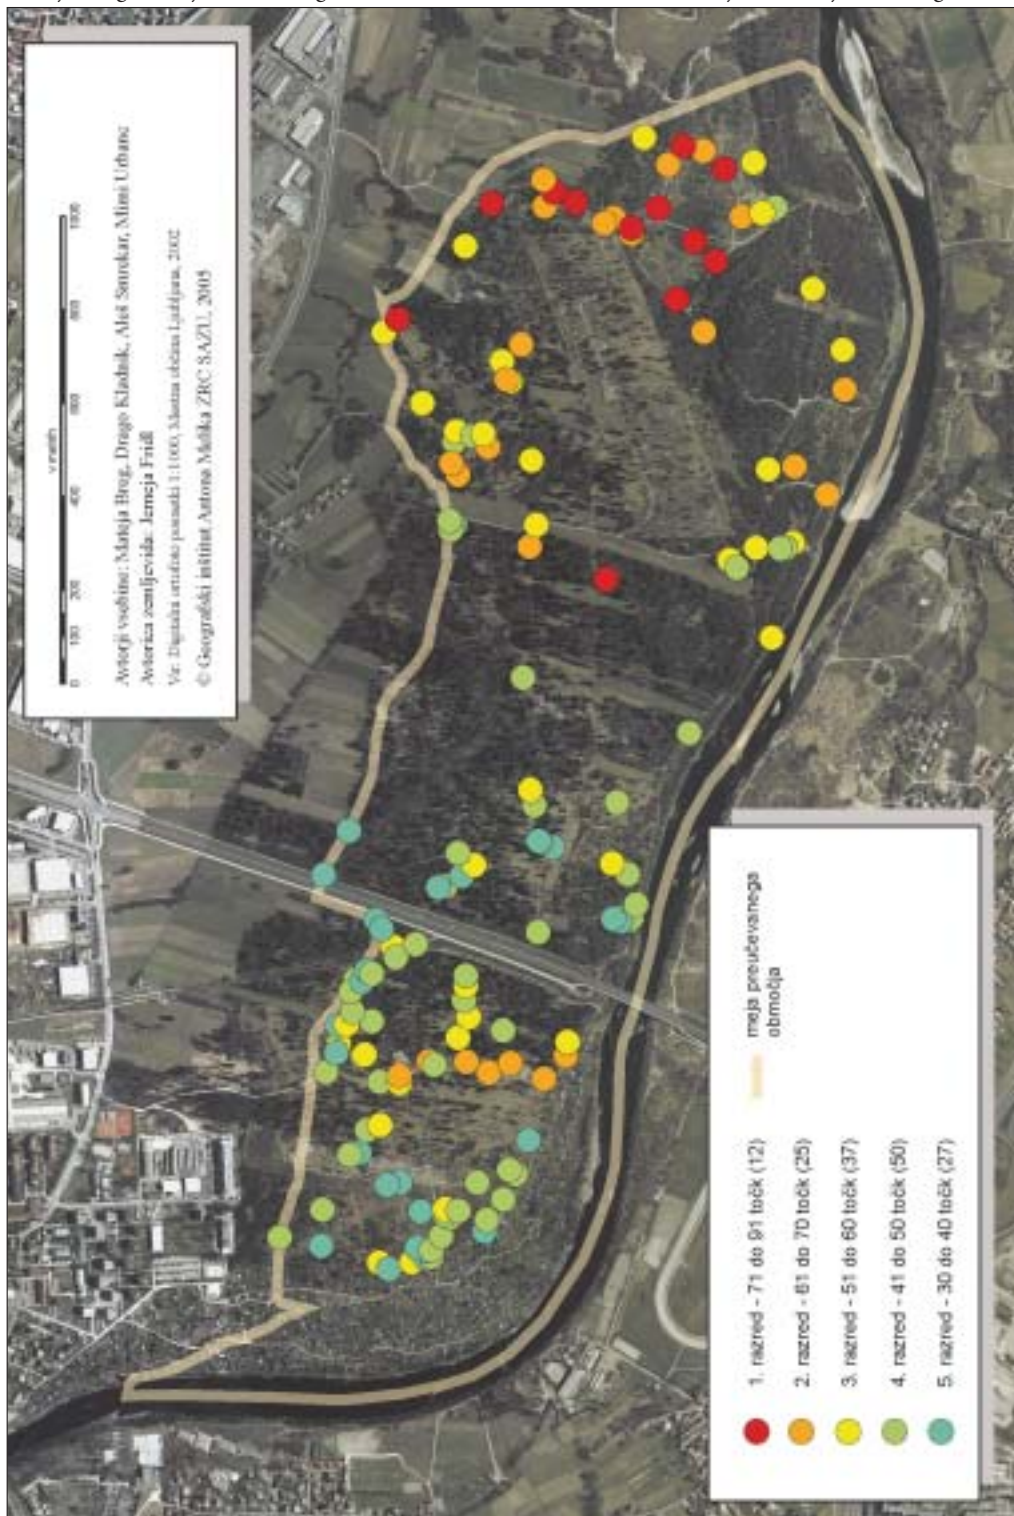 v metrih
0 100 200 400 600 800 1000
Avtorji vsebine: Mateja Breg, Drago Kladnik, Aleš Smrekar, Mimi Urbanc
Avtorica zemljevida: Jerneja Fridl
Vir: Digitalni ortofoto posnetki 1:1000, Mestna občina Ljubljana, 2002
© Geografski inštitut Antona Melika ZRC SAZU, 2005
1. razred - 71 do 91 točk (12)
2. razred - 61 do 70 točk (25)
3. razred - 51 do 60 točk (37)
4. razred - 41 do 50 točk (50)
5. razred - 30 do 40 točk (27)
meja preučevanega
območja